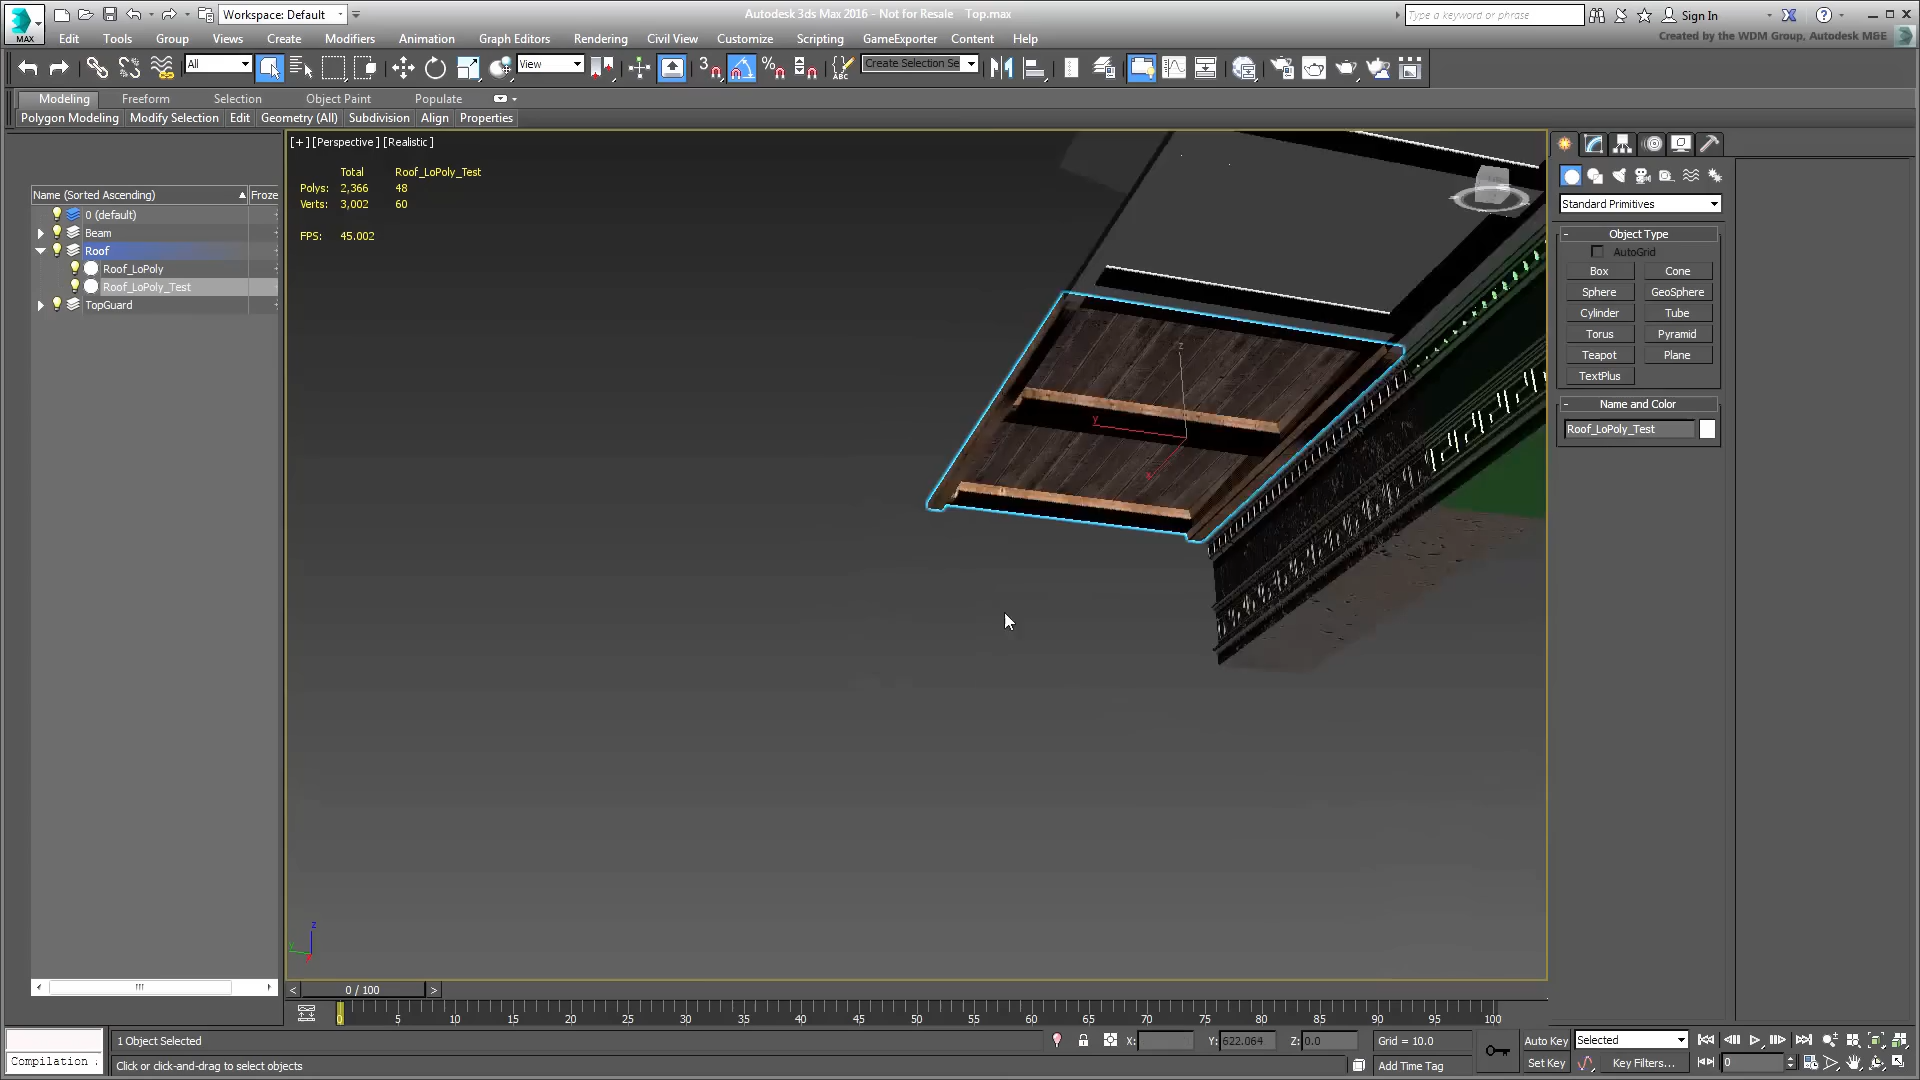 Workspace: Default
Autodesk 3ds Max 2016 - Not for Resale Top.max
Type a keyword or phrase
Sign In
MAX
Edit Tools Group Views Create Modifiers Animation Graph Editors Rendering Civil View Customize Scripting GameExporter Content Help
Created by the WDM Group, Autodesk M&E
All
View
3
%
ABC
Create Selection Se
Modeling Freeform Selection Object Paint Populate
Polygon Modeling Modify Selection Edit Geometry (All) Subdivision Align Properties
[+] [Perspective] [Realistic]
Total Roof_LoPoly_Test
Polys: 2,366 48
Verts: 3,002 60
FPS: 45.002
Name (Sorted Ascending) Froze
0 (default)
Beam
Roof
Roof_LoPoly
Roof_LoPoly_Test
TopGuard
Standard Primitives
- Object Type
AutoGrid
Box Cone
Sphere GeoSphere
Cylinder Tube
Torus Pyramid
Teapot Plane
TextPlus
- Name and Color
Roof_LoPoly_Test
z
y
x
z
y
x
< 0 / 100 >
0 5 10 15 20 25 30 35 40 45 50 55 60 65 70 75 80 85 90 95 100
1 Object Selected
X: Y: 622.064 Z: 0.0 Grid = 10.0
Auto Key Selected
Compilation
Click or click-and-drag to select objects
Add Time Tag
Set Key Key Filters...
0